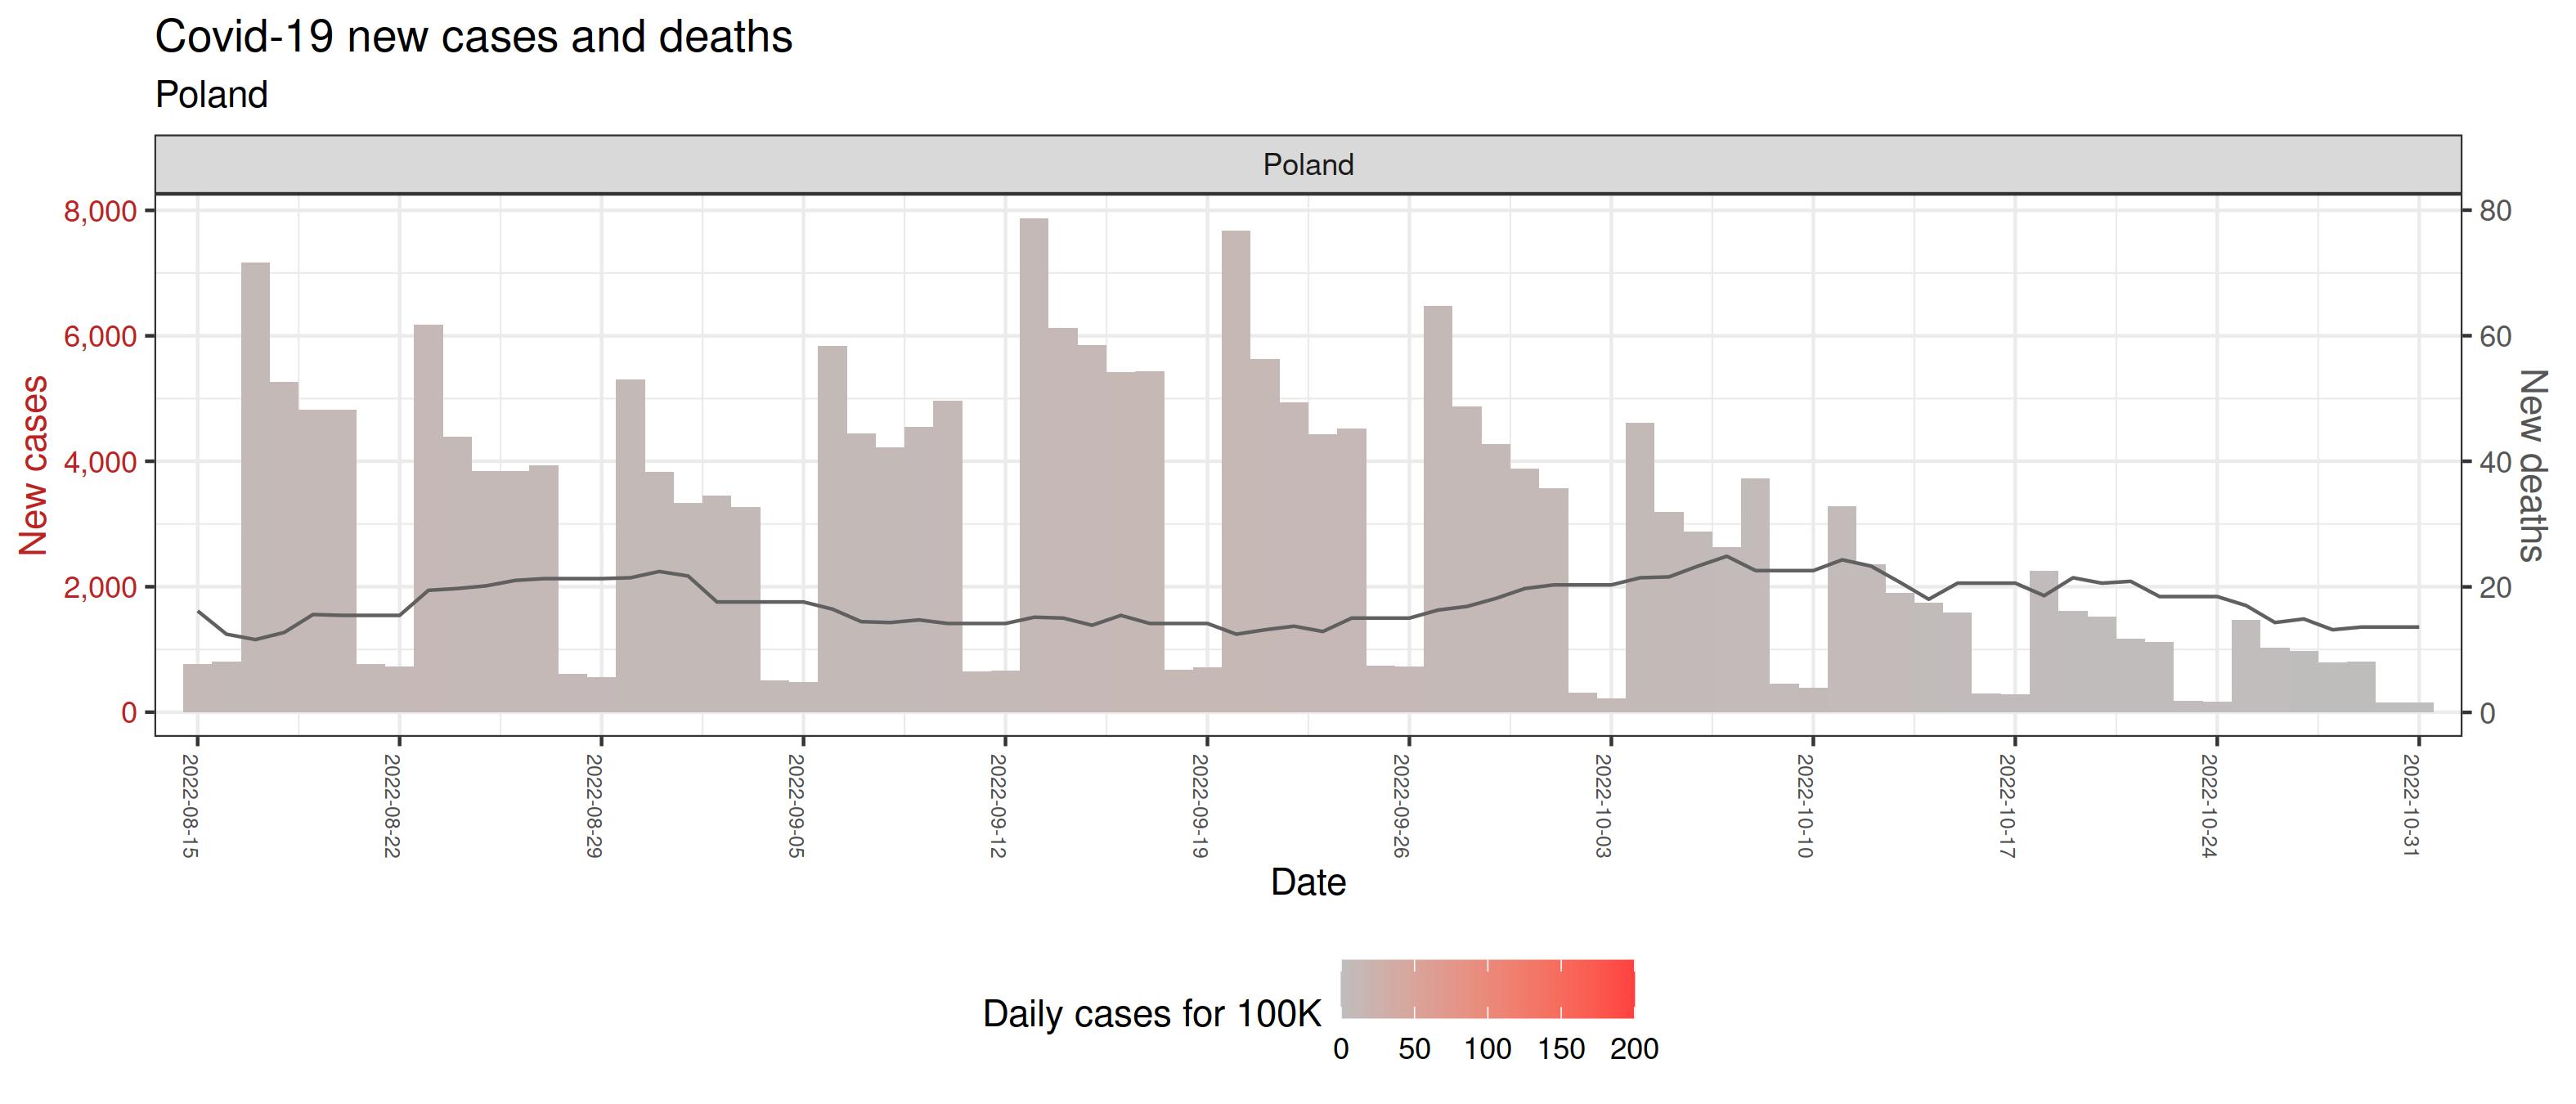 Covid-19 new cases and deaths
Poland
Poland
New cases
8,000
6,000
4,000
2,000
0
80
60
40
20
0
New deaths
2022-08-15
2022-08-22
2022-08-29
2022-09-05
2022-09-12
2022-09-19
2022-09-26
2022-10-03
2022-10-10
2022-10-17
2022-10-24
2022-10-31
Date
Daily cases for 100K
0 50 100 150 200